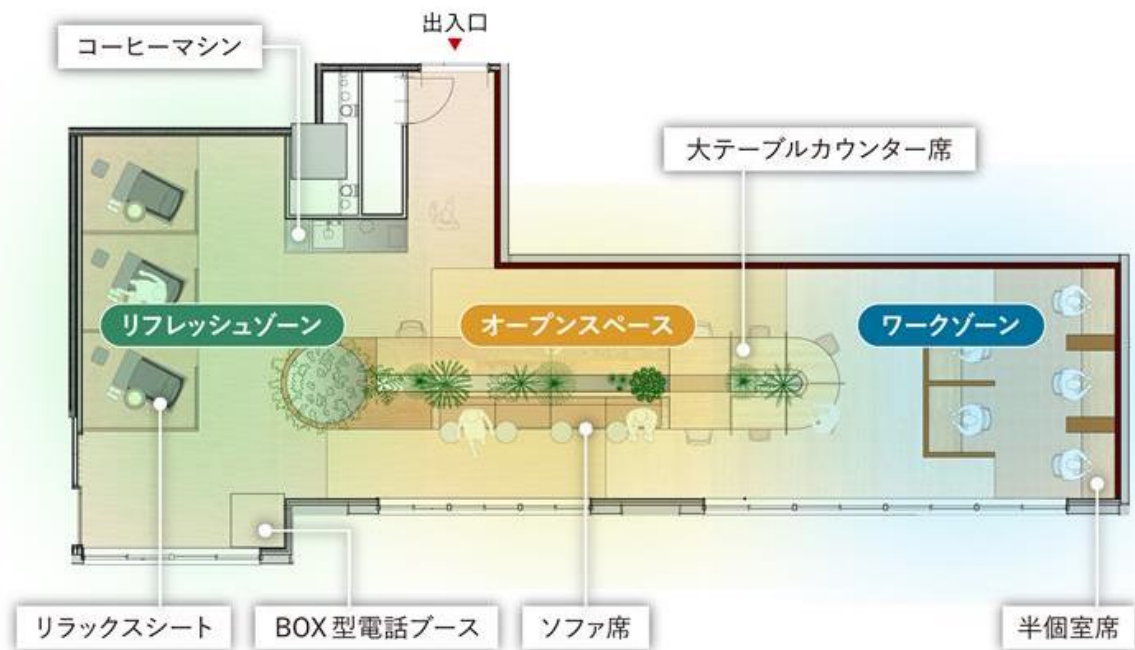 出入口
コーヒーマシン
大テーブルカウンター席
リフレッシュゾーン
オープンスペース
ワークゾーン
リラックスシート
BOX型電話ブース
ソファ席
半個室席